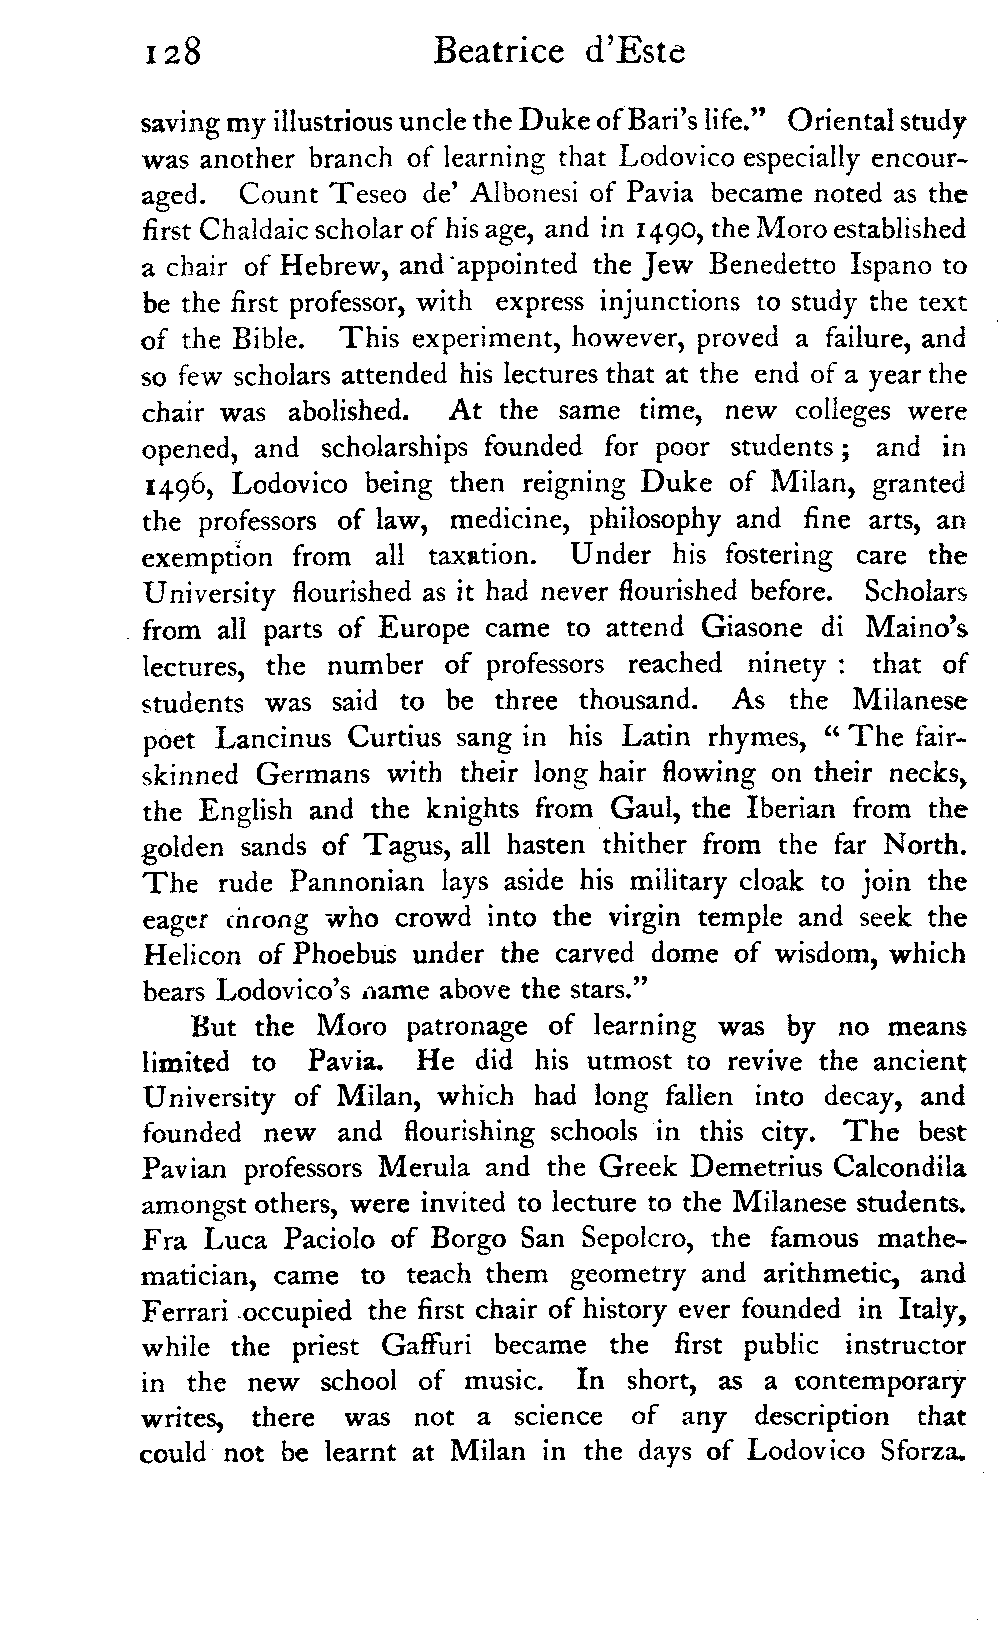 128 Beatrice d'Este
saving my illustrious uncle the Duke of Bari's life." Oriental study
was another branch of learning that Lodovico especially encour-
aged. Count Teseo de' Albonesi of Pavia became noted as the
first Chaldaic scholar of his age, and in 1490, the Moro established
a chair of Hebrew, and appointed the Jew Benedetto Ispano to
be the first professor, with express injunctions to study the text
of the Bible. This experiment, however, proved a failure, and
so few scholars attended his lectures that at the end of a year the
chair was abolished. At the same time, new colleges were
opened, and scholarships founded for poor students ; and in
1496, Lodovico being then reigning Duke of Milan, granted
the professors of law, medicine, philosophy and fine arts, an
exemption from all taxation. Under his fostering care the
University flourished as it had never flourished before. Scholars
from all parts of Europe came to attend Giasone di Maino's
lectures, the number of professors reached ninety : that of
students was said to be three thousand. As the Milanese
poet Lancinus Curtius sang in his Latin rhymes, " The fair-
skinned Germans with their long hair flowing on their necks,
the English and the knights from Gaul, the Iberian from the
golden sands of Tagus, all hasten thither from the far North.
The rude Pannonian lays aside his military cloak to join the
eager throng who crowd into the virgin temple and seek the
Helicon of Phoebus under the carved dome of wisdom, which
bears Lodovico's name above the stars."
But the Moro patronage of learning was by no means
limited to Pavia. He did his utmost to revive the ancient
University of Milan, which had long fallen into decay, and
founded new and flourishing schools in this city. The best
Pavian professors Merula and the Greek Demetrius Calcondila
amongst others, were invited to lecture to the Milanese students.
Fra Luca Paciolo of Borgo San Sepolcro, the famous mathe-
matician, came to teach them geometry and arithmetic, and
Ferrari occupied the first chair of history ever founded in Italy,
while the priest Gaffuri became the first public instructor
in the new school of music. In short, as a contemporary
writes, there was not a science of any description that
could not be learnt at Milan in the days of Lodovico Sforza.